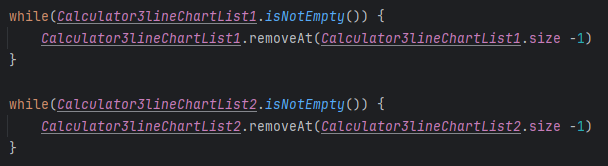 while(Calculator3lineChartList1.isNotEmpty()) {
    Calculator3lineChartList1.removeAt(Calculator3lineChartList1.size -1)
}

while(Calculator3lineChartList2.isNotEmpty()) {
    Calculator3lineChartList2.removeAt(Calculator3lineChartList2.size -1)
}